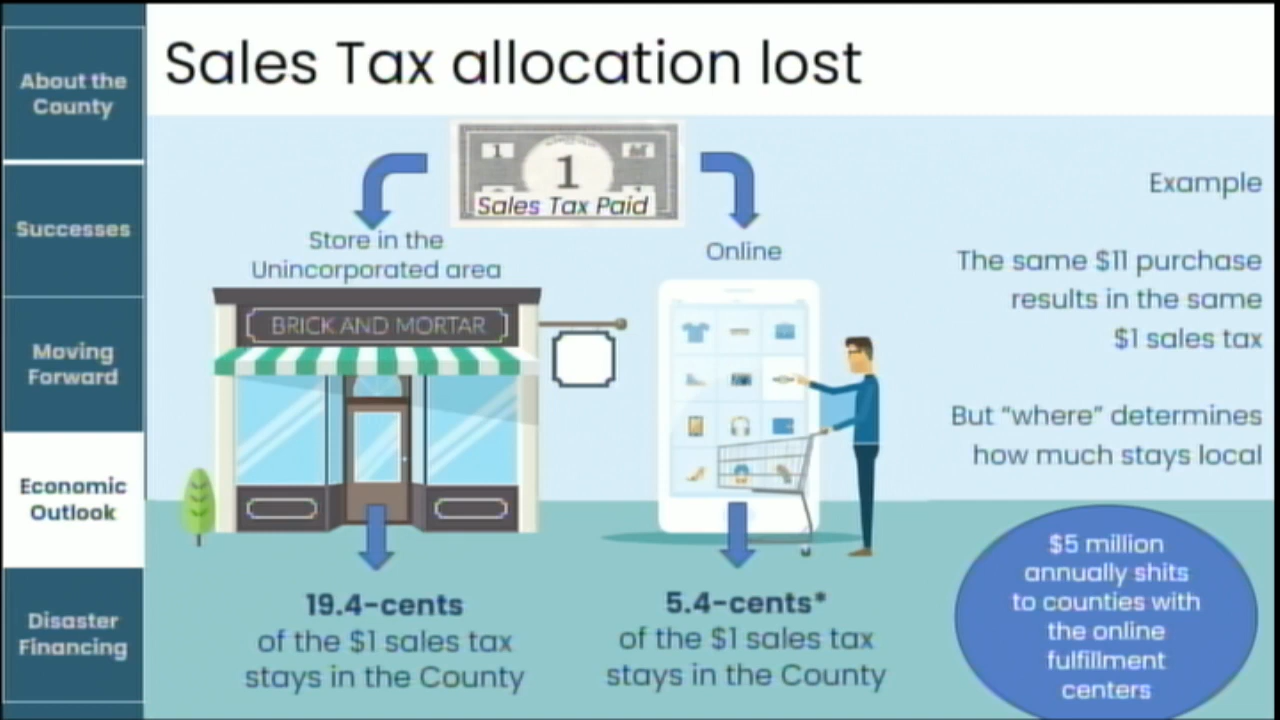 About the
County
Successes
Moving
Forward
Economic
Outlook
Disaster
Financing
Sales Tax allocation lost
1
1
Sales Tax Paid
Store in the
Unincorporated area
Online
BRICK AND MORTAR
19.4-cents
of the $1 sales tax
stays in the County
5.4-cents*
of the $1 sales tax
stays in the County
Example
The same $11 purchase
results in the same
$1 sales tax
But “where” determines
how much stays local
$5 million
annually shits
to counties with
the online
fulfillment
centers